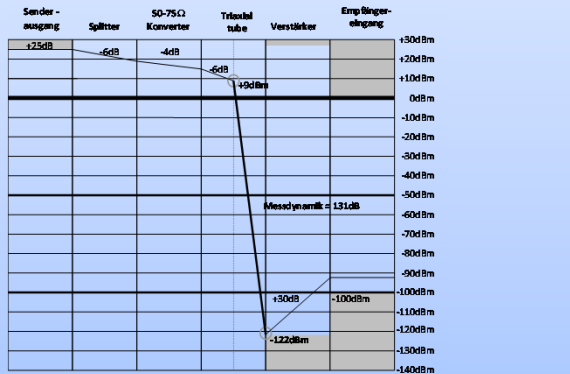 Sender -
ausgang
Splitter
50-75Ω
Konverter
Triaxial
tube
Verstärker
Empfänger-
eingang
+25dB
-6dB
-4dB
-6dB
+9dBm
Messdynamik = 131dB
+30dB
-100dBm
-122dBm
+30dBm
+20dBm
+10dBm
0dBm
-10dBm
-20dBm
-30dBm
-40dBm
-50dBm
-60dBm
-70dBm
-80dBm
-90dBm
-100dBm
-110dBm
-120dBm
-130dBm
-140dBm